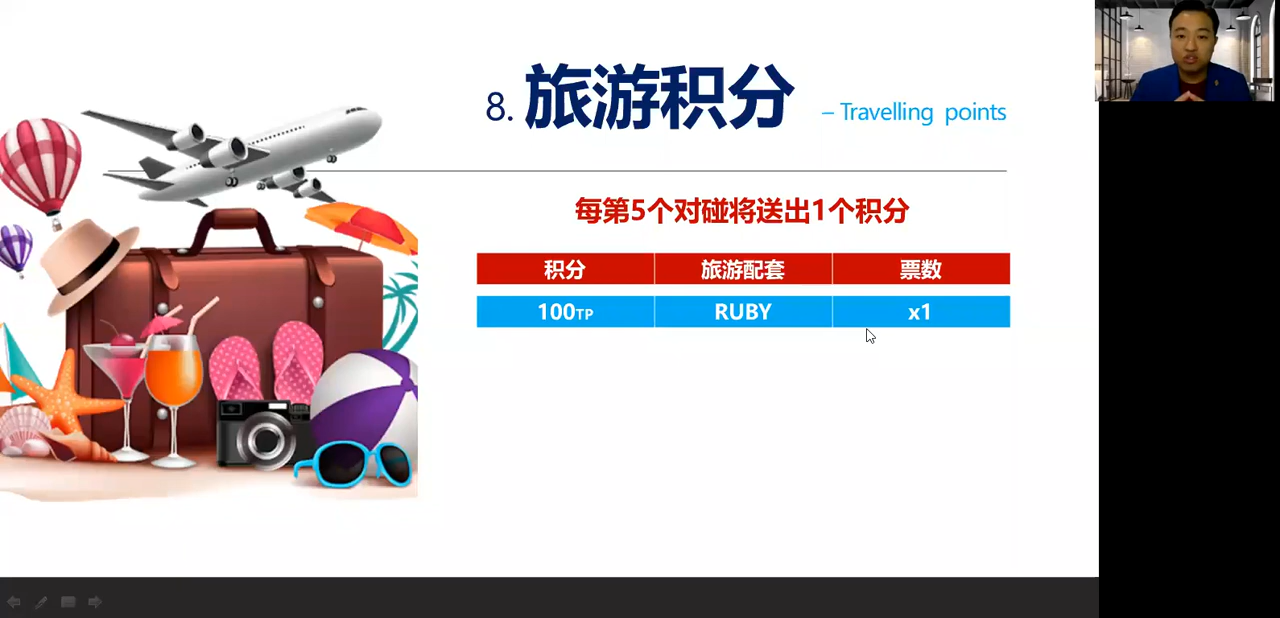 8. 旅游积分 – Travelling points
每第5个对碰将送出1个积分
积分 旅游配套 票数
100TP RUBY x1